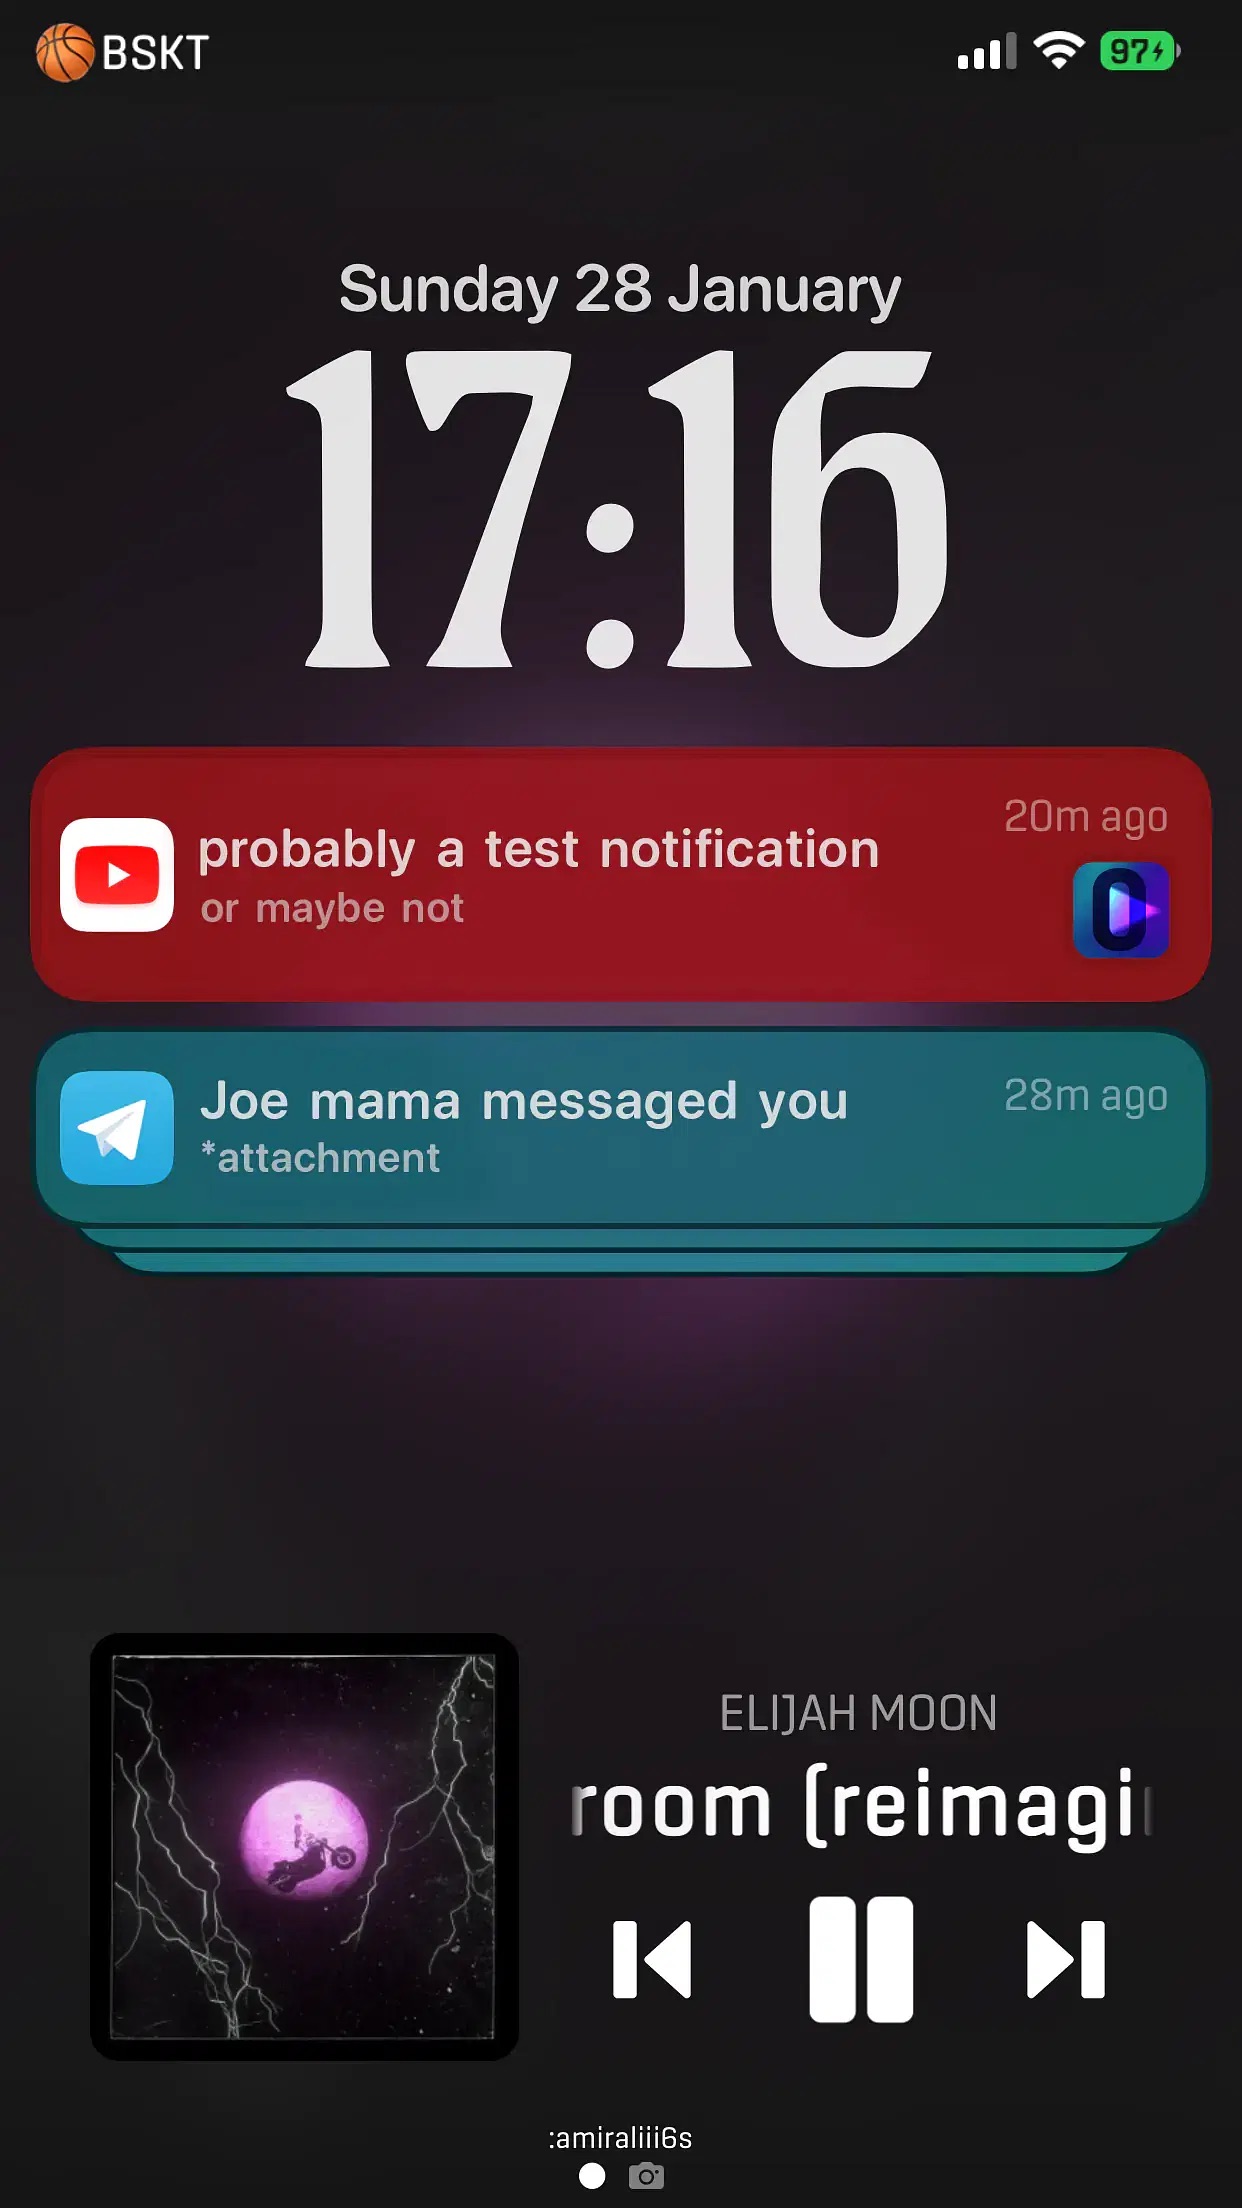 BSKT
97
Sunday 28 January
17:16
probably a test notification
20m ago
or maybe not
Joe mama messaged you
28m ago
*attachment
ELIJAH MOON
room (reimagi
:amiraliii6s